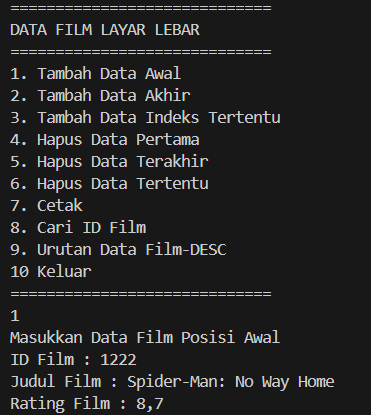 =============================
DATA FILM LAYAR LEBAR
=============================
1. Tambah Data Awal
2. Tambah Data Akhir
3. Tambah Data Indeks Tertentu
4. Hapus Data Pertama
5. Hapus Data Terakhir
6. Hapus Data Tertentu
7. Cetak
8. Cari ID Film
9. Urutan Data Film-DESC
10 Keluar
=============================
1
Masukkan Data Film Posisi Awal
ID Film : 1222
Judul Film : Spider-Man: No Way Home
Rating Film : 8,7